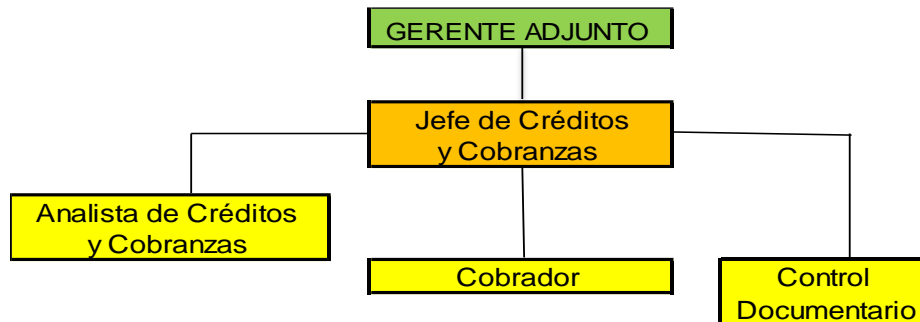 GERENTE ADJUNTO
Jefe de Créditos
y Cobranzas
Analista de Créditos
y Cobranzas
Cobrador
Control
Documentario